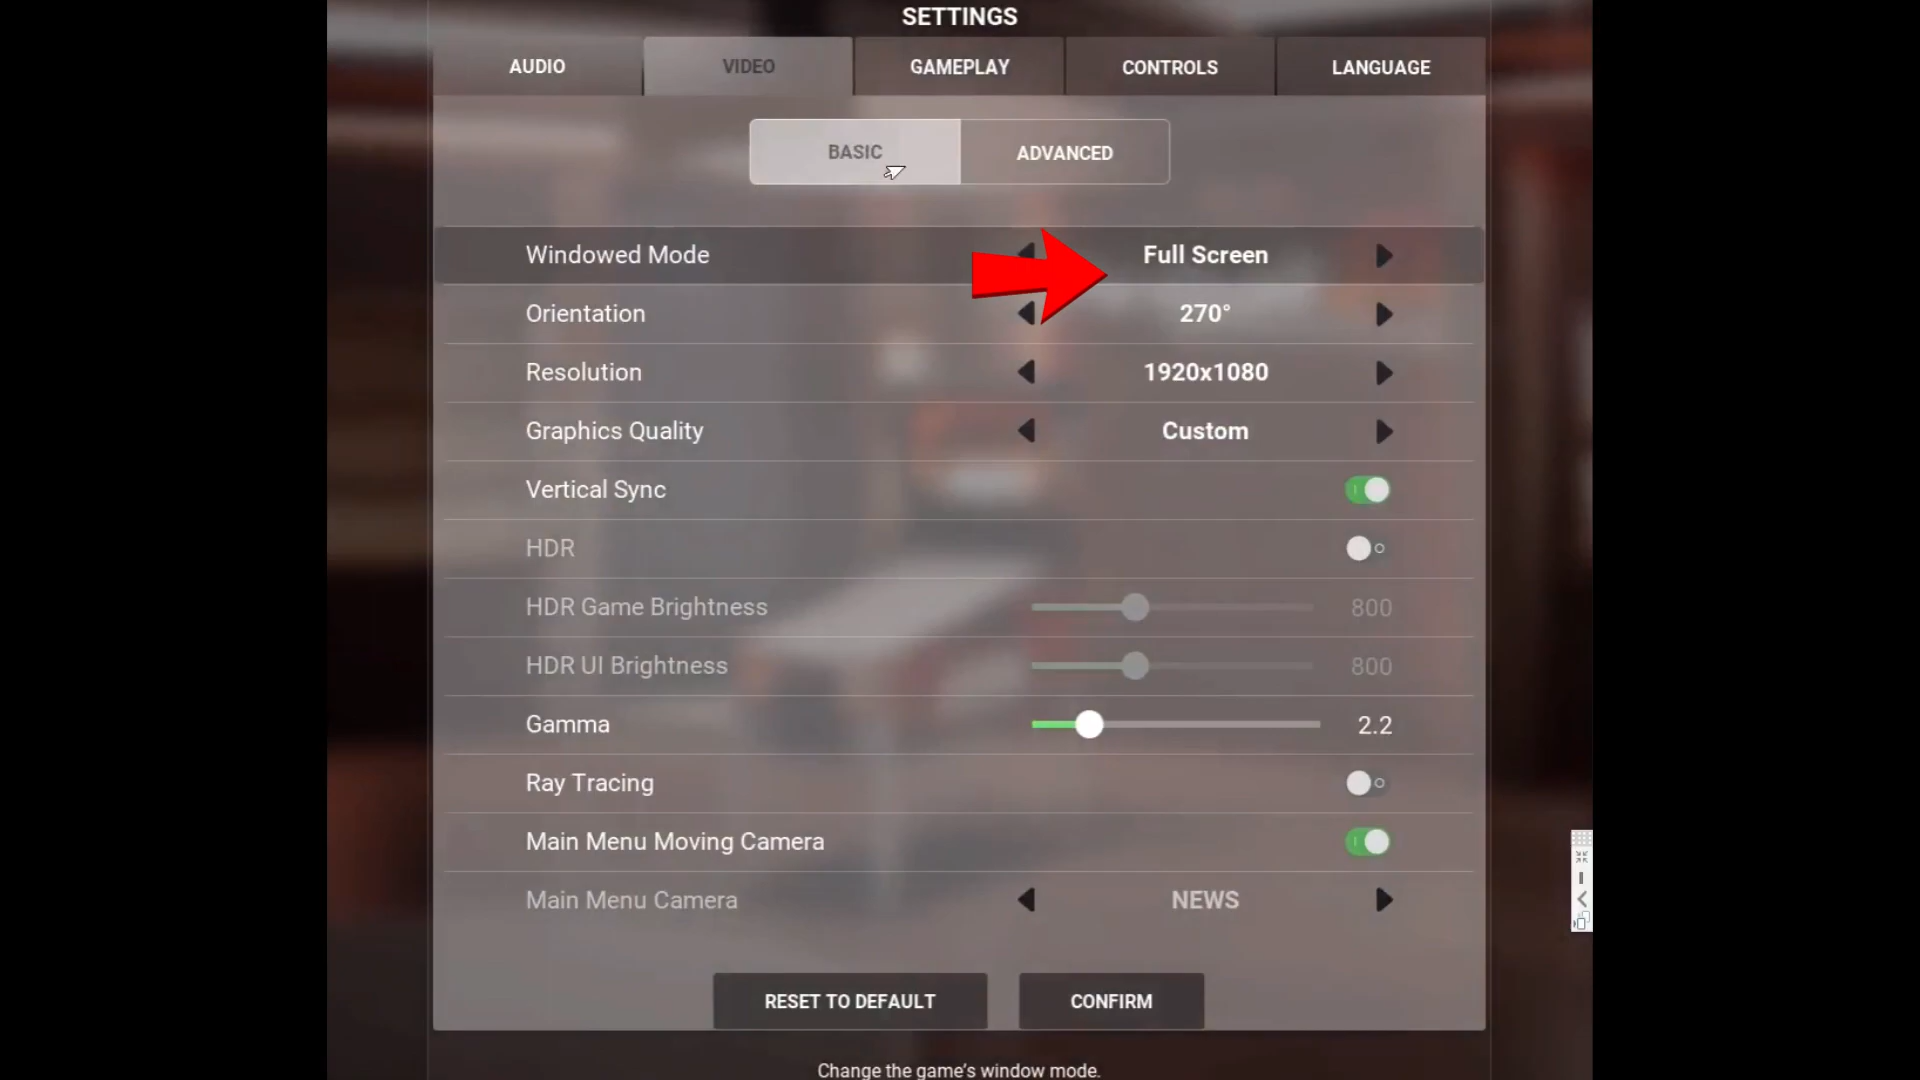 SETTINGS
AUDIO VIDEO GAMEPLAY CONTROLS LANGUAGE
BASIC ADVANCED
Windowed Mode Full Screen
Orientation 270°
Resolution 1920x1080
Graphics Quality Custom
Vertical Sync
HDR
HDR Game Brightness 800
HDR UI Brightness 800
Gamma 2.2
Ray Tracing
Main Menu Moving Camera
Main Menu Camera NEWS
RESET TO DEFAULT CONFIRM
Change the game's window mode.